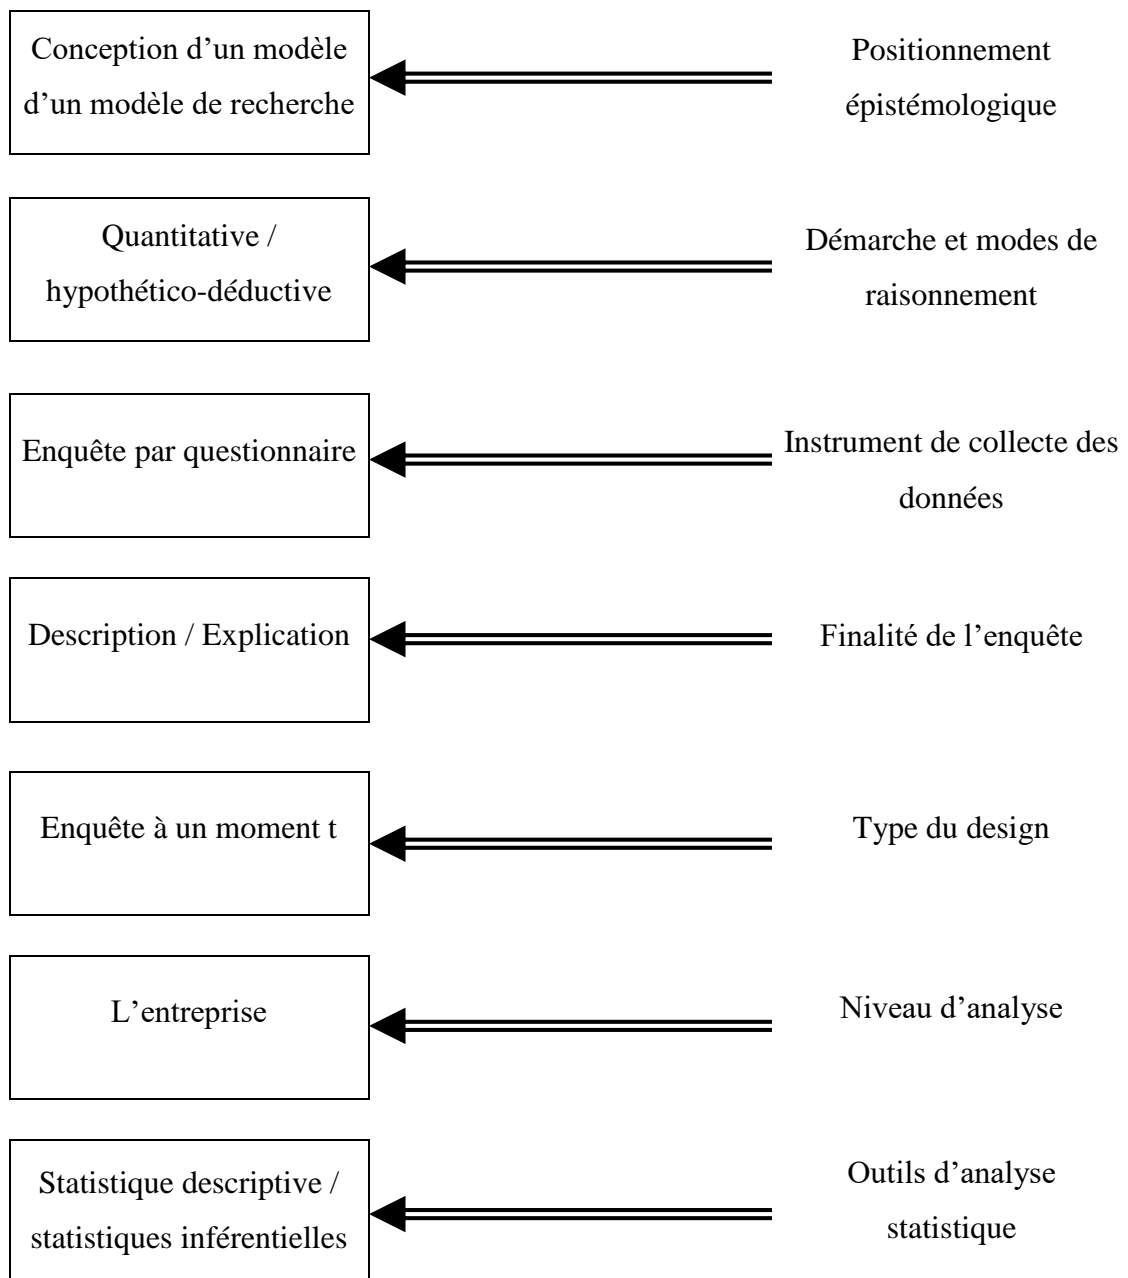 Conception d’un modèle
d’un modèle de recherche
Positionnement
épistémologique
Quantitative /
hypothético-déductive
Démarche et modes de
raisonnement
Enquête par questionnaire
Instrument de collecte des
données
Description / Explication
Finalité de l’enquête
Enquête à un moment t
Type du design
L’entreprise
Niveau d’analyse
Statistique descriptive /
statistiques inférentielles
Outils d’analyse
statistique